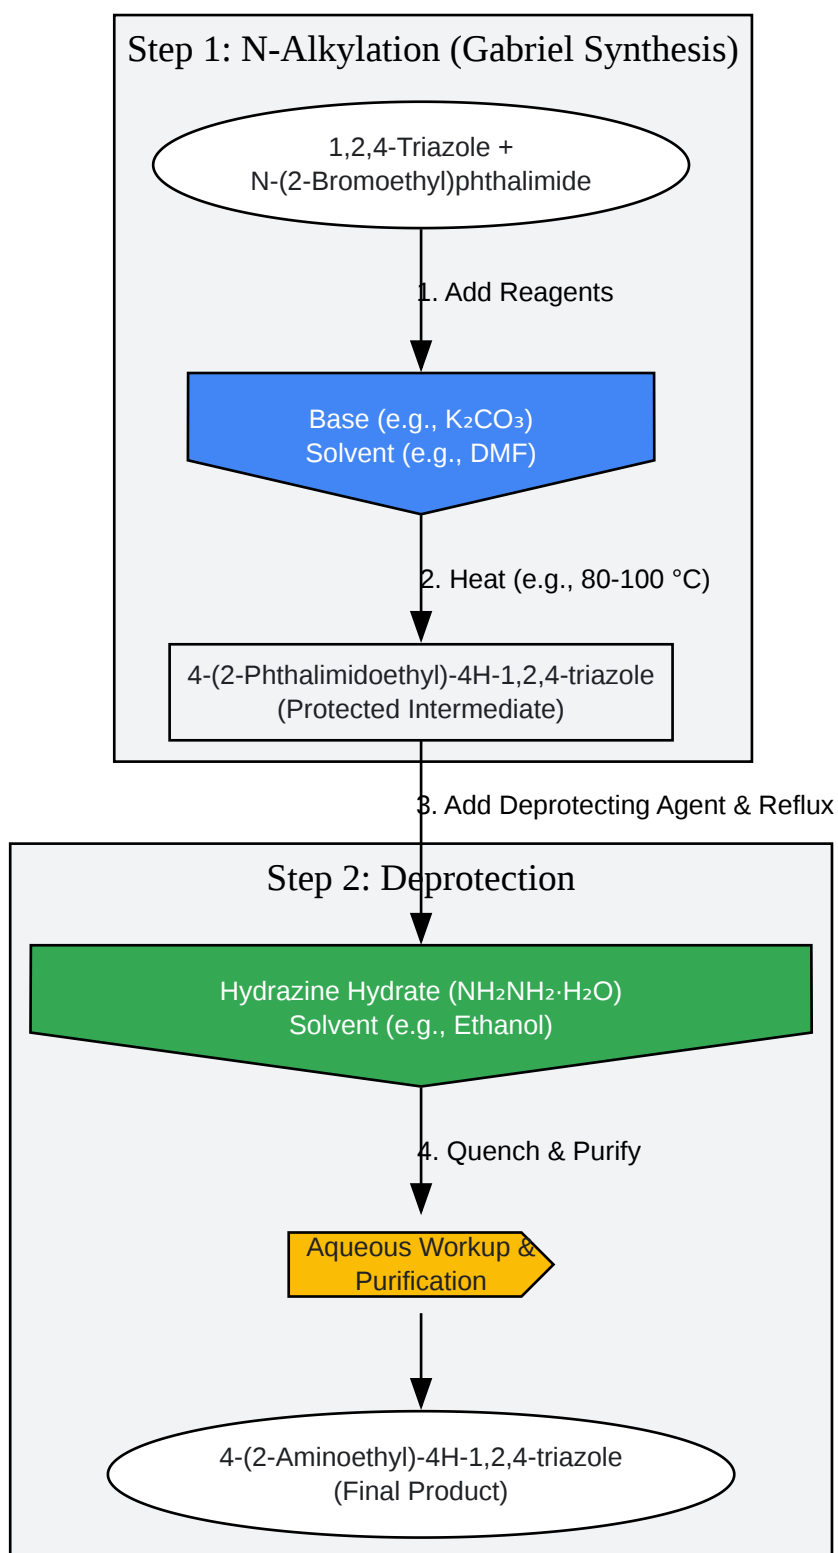 Step 1: N-Alkylation (Gabriel Synthesis)
1,2,4-Triazole +
N-(2-Bromoethyl)phthalimide
1. Add Reagents
Base (e.g., K₂CO₃)
Solvent (e.g., DMF)
2. Heat (e.g., 80-100 °C)
4-(2-Phthalimidoethyl)-4H-1,2,4-triazole
(Protected Intermediate)
3. Add Deprotecting Agent & Reflux
Step 2: Deprotection
Hydrazine Hydrate (NH₂NH₂·H₂O)
Solvent (e.g., Ethanol)
4. Quench & Purify
Aqueous Workup &
Purification
4-(2-Aminoethyl)-4H-1,2,4-triazole
(Final Product)